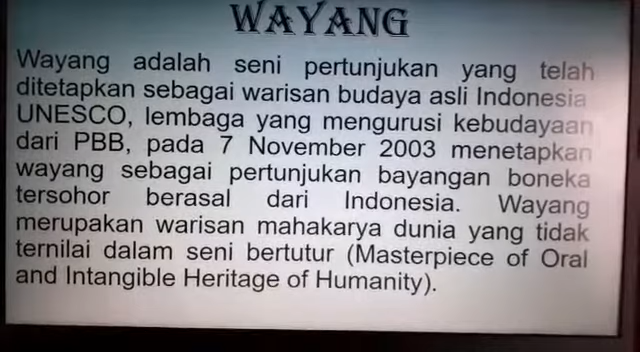 WAYANG
Wayang adalah seni pertunjukan yang telah
ditetapkan sebagai warisan budaya asli Indonesia
UNESCO, lembaga yang mengurusi kebudayaan
dari PBB, pada 7 November 2003 menetapkan
wayang sebagai pertunjukan bayangan boneka
tersohor berasal dari Indonesia. Wayang
merupakan warisan mahakarya dunia yang tidak
ternilai dalam seni bertutur (Masterpiece of Oral
and Intangible Heritage of Humanity).